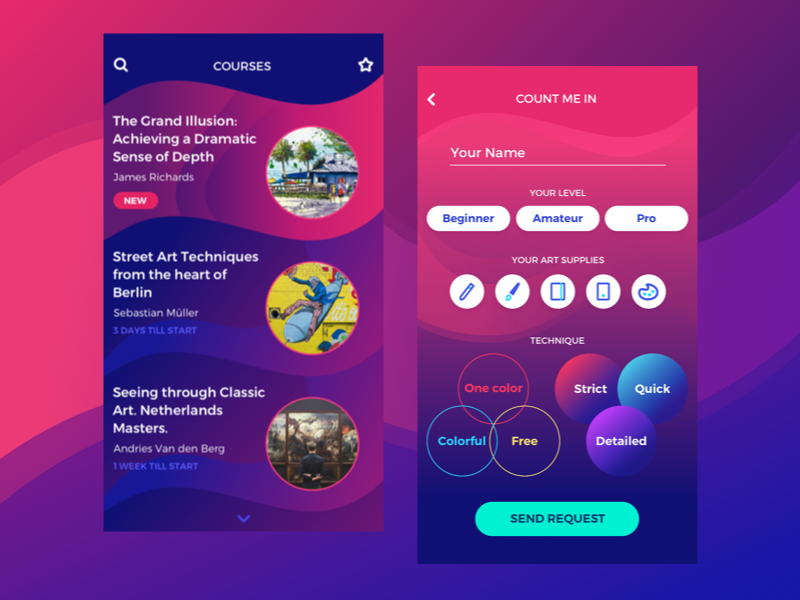 COURSES
The Grand Illusion:
Achieving a Dramatic
Sense of Depth
James Richards
NEW
Street Art Techniques
from the heart of
Berlin
Sebastian Müller
3 DAYS TILL START
Seeing through Classic
Art. Netherlands
Masters.
Andries Van den Berg
1 WEEK TILL START
COUNT ME IN
Your Name
YOUR LEVEL
Beginner Amateur Pro
YOUR ART SUPPLIES
TECHNIQUE
One color Strict Quick
Colorful Free Detailed
SEND REQUEST